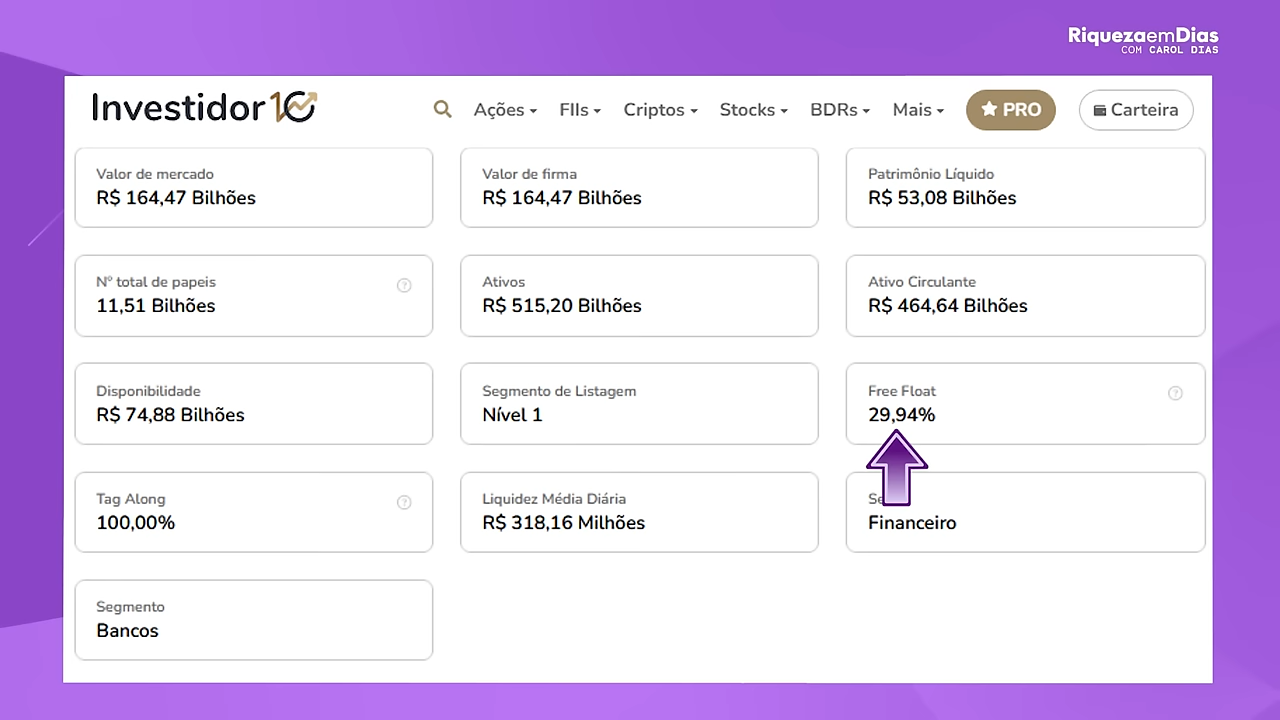 RiquezaemDias
COM CAROL DIAS
Investidor 10
Ações
FIIs
Criptos
Stocks
BDRs
Mais
PRO
Carteira
Valor de mercado
R$ 164,47 Bilhões
Valor de firma
R$ 164,47 Bilhões
Patrimônio Líquido
R$ 53,08 Bilhões
Nº total de papeis
11,51 Bilhões
?
Ativos
R$ 515,20 Bilhões
Ativo Circulante
R$ 464,64 Bilhões
Disponibilidade
R$ 74,88 Bilhões
Segmento de Listagem
Nível 1
Free Float
29,94%
?
Tag Along
100,00%
?
Liquidez Média Diária
R$ 318,16 Milhões
Financeiro
Segmento
Bancos